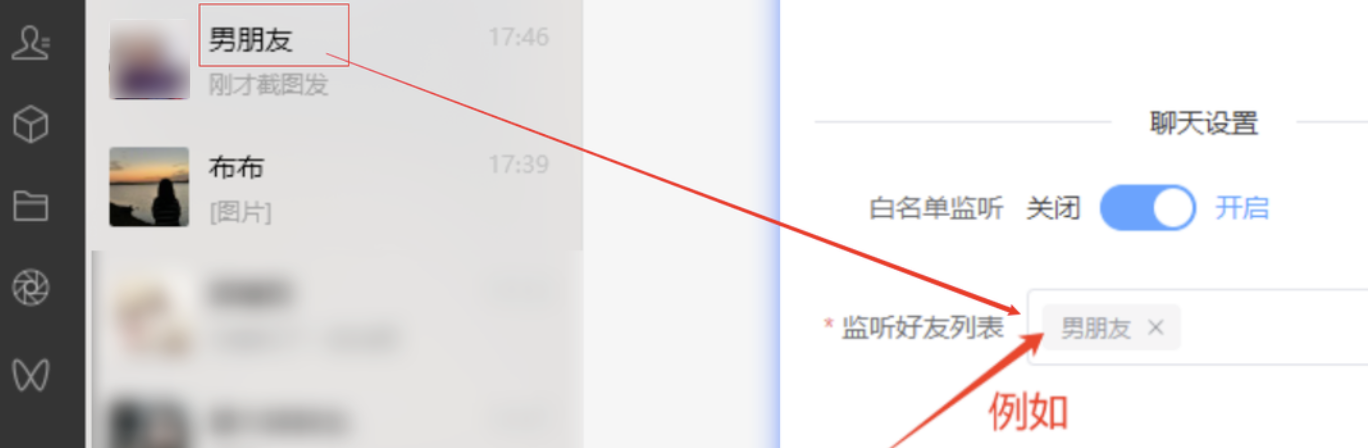 男朋友
17:46
刚才截图发
布布
17:39
[图片]
聊天设置
白名单监听 关闭 开启
* 监听好友列表 男朋友 ×
例如